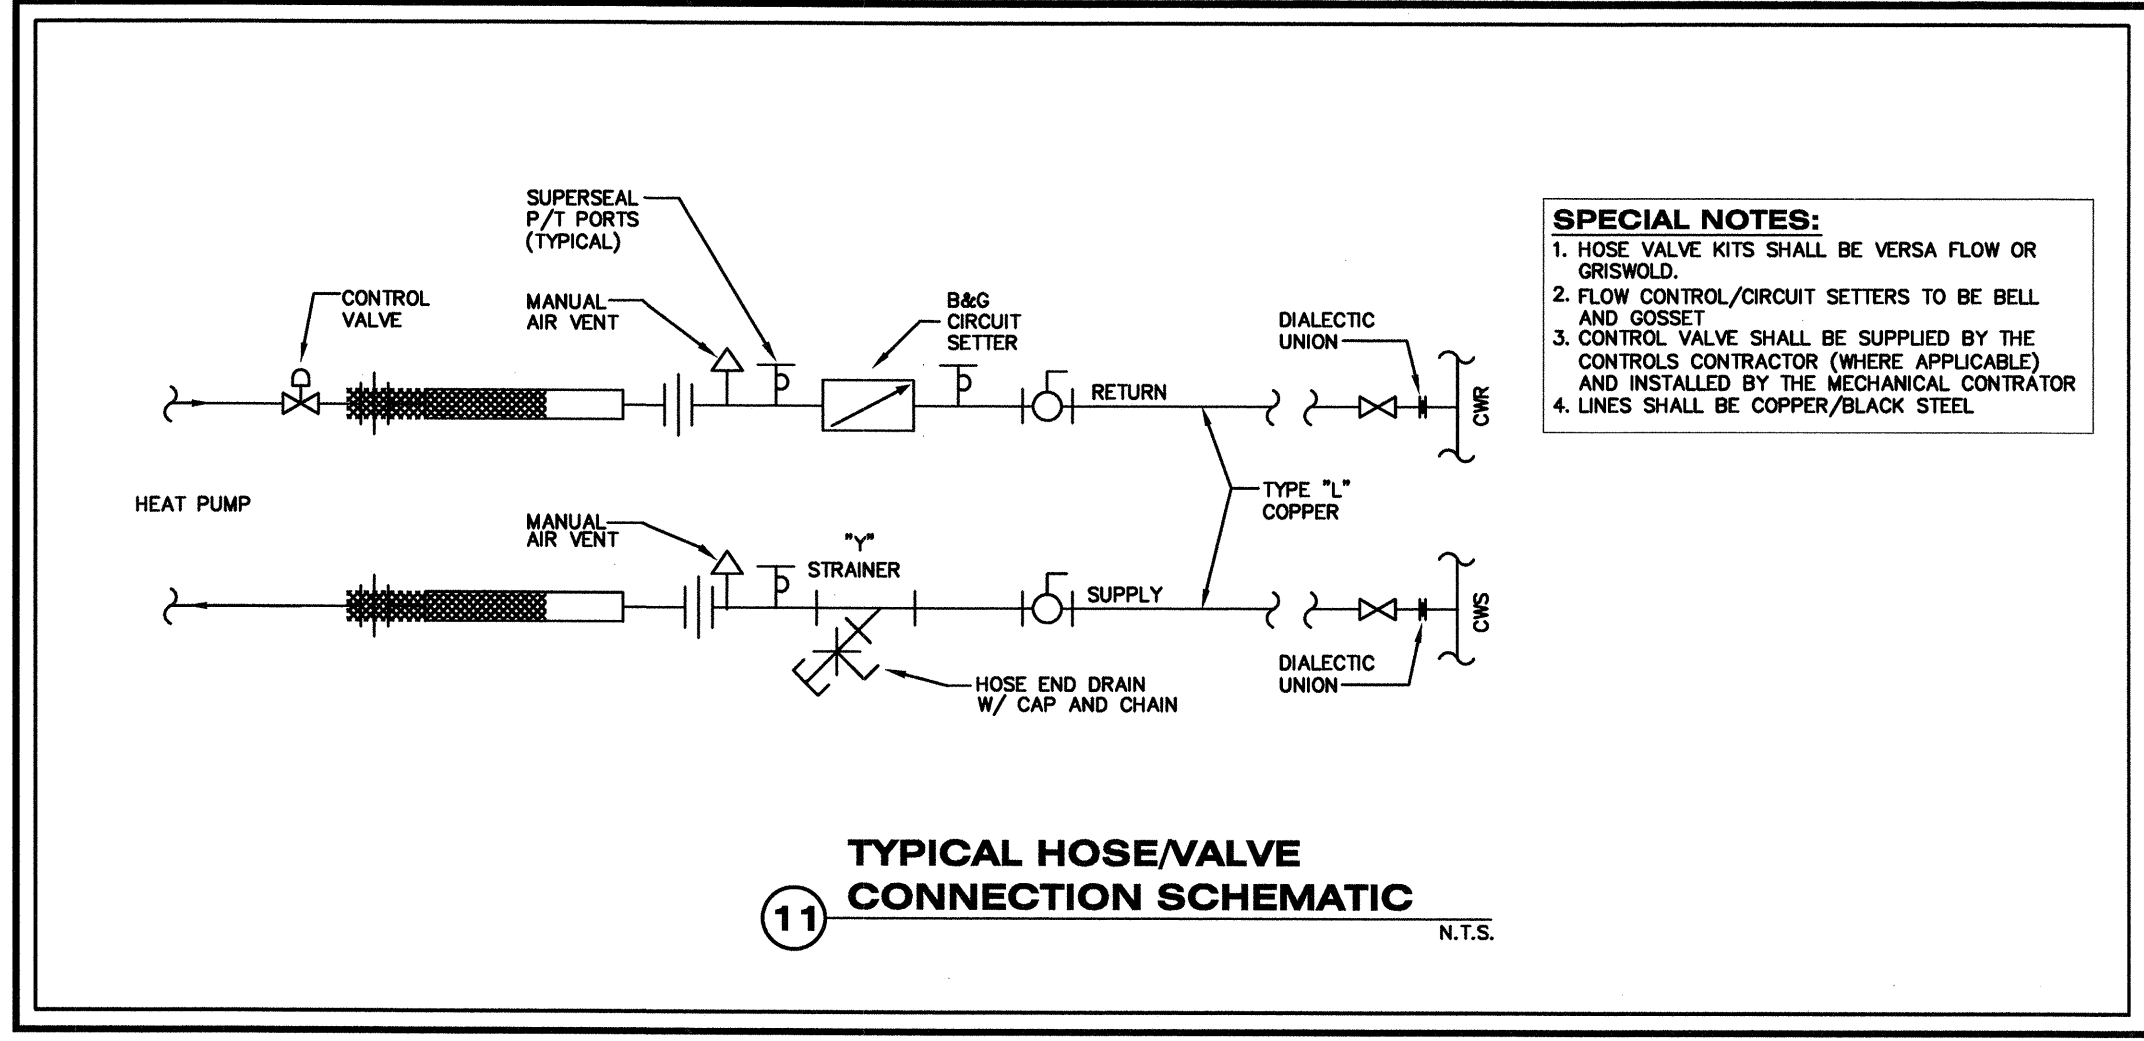 SUPERSEAL
P/T PORTS
(TYPICAL)
CONTROL
VALVE
MANUAL
AIR VENT
B&G
CIRCUIT
SETTER
DIALECTIC
UNION
RETURN
CWR
HEAT PUMP
TYPE "L"
COPPER
MANUAL
AIR VENT
"Y"
STRAINER
SUPPLY
CWS
DIALECTIC
UNION
HOSE END DRAIN
W/ CAP AND CHAIN
SPECIAL NOTES:
1. HOSE VALVE KITS SHALL BE VERSA FLOW OR
GRISWOLD.
2. FLOW CONTROL/CIRCUIT SETTERS TO BE BELL
AND GOSSET
3. CONTROL VALVE SHALL BE SUPPLIED BY THE
CONTROLS CONTRACTOR (WHERE APPLICABLE)
AND INSTALLED BY THE MECHANICAL CONTRATOR
4. LINES SHALL BE COPPER/BLACK STEEL
TYPICAL HOSE/VALVE
CONNECTION SCHEMATIC
11
N.T.S.